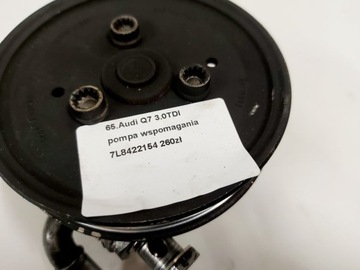 65.Audi Q7 3.0TDI
pompa wspomagania
7L8422154 260zł